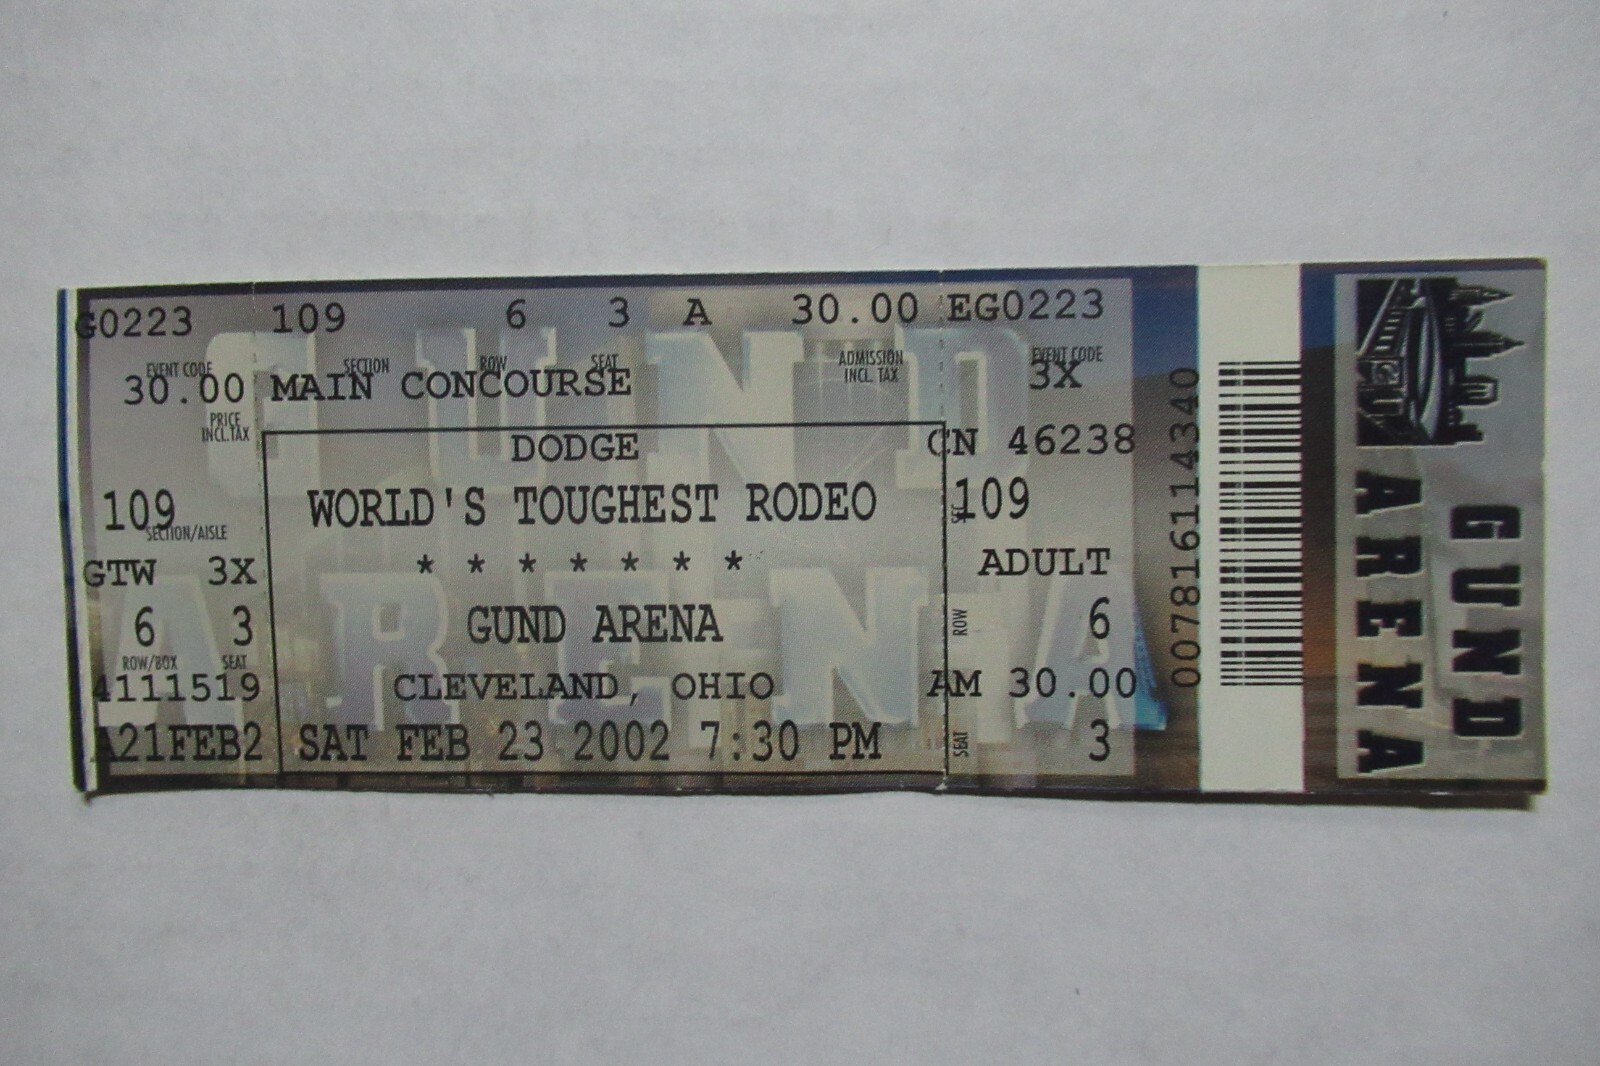 G0223 109 6 3 A 30.00 EG0223
EVENT CODE SECTION ROW SEAT ADMISSION INCL. TAX EVENT CODE
30.00 MAIN CONCOURSE 3X
PRICE INCL.TAX
DODGE CN 46238
109 WORLD'S TOUGHEST RODEO SEC 109
SECTION/AISLE
GTW 3X * * * * * * * ADULT
6 3 GUND ARENA ROW 6
ROW/BOX SEAT
4111519 CLEVELAND, OHIO AM 30.00
A21FEB2 SAT FEB 23 2002 7:30 PM SEAT 3
007816114340
GUND
ARENA